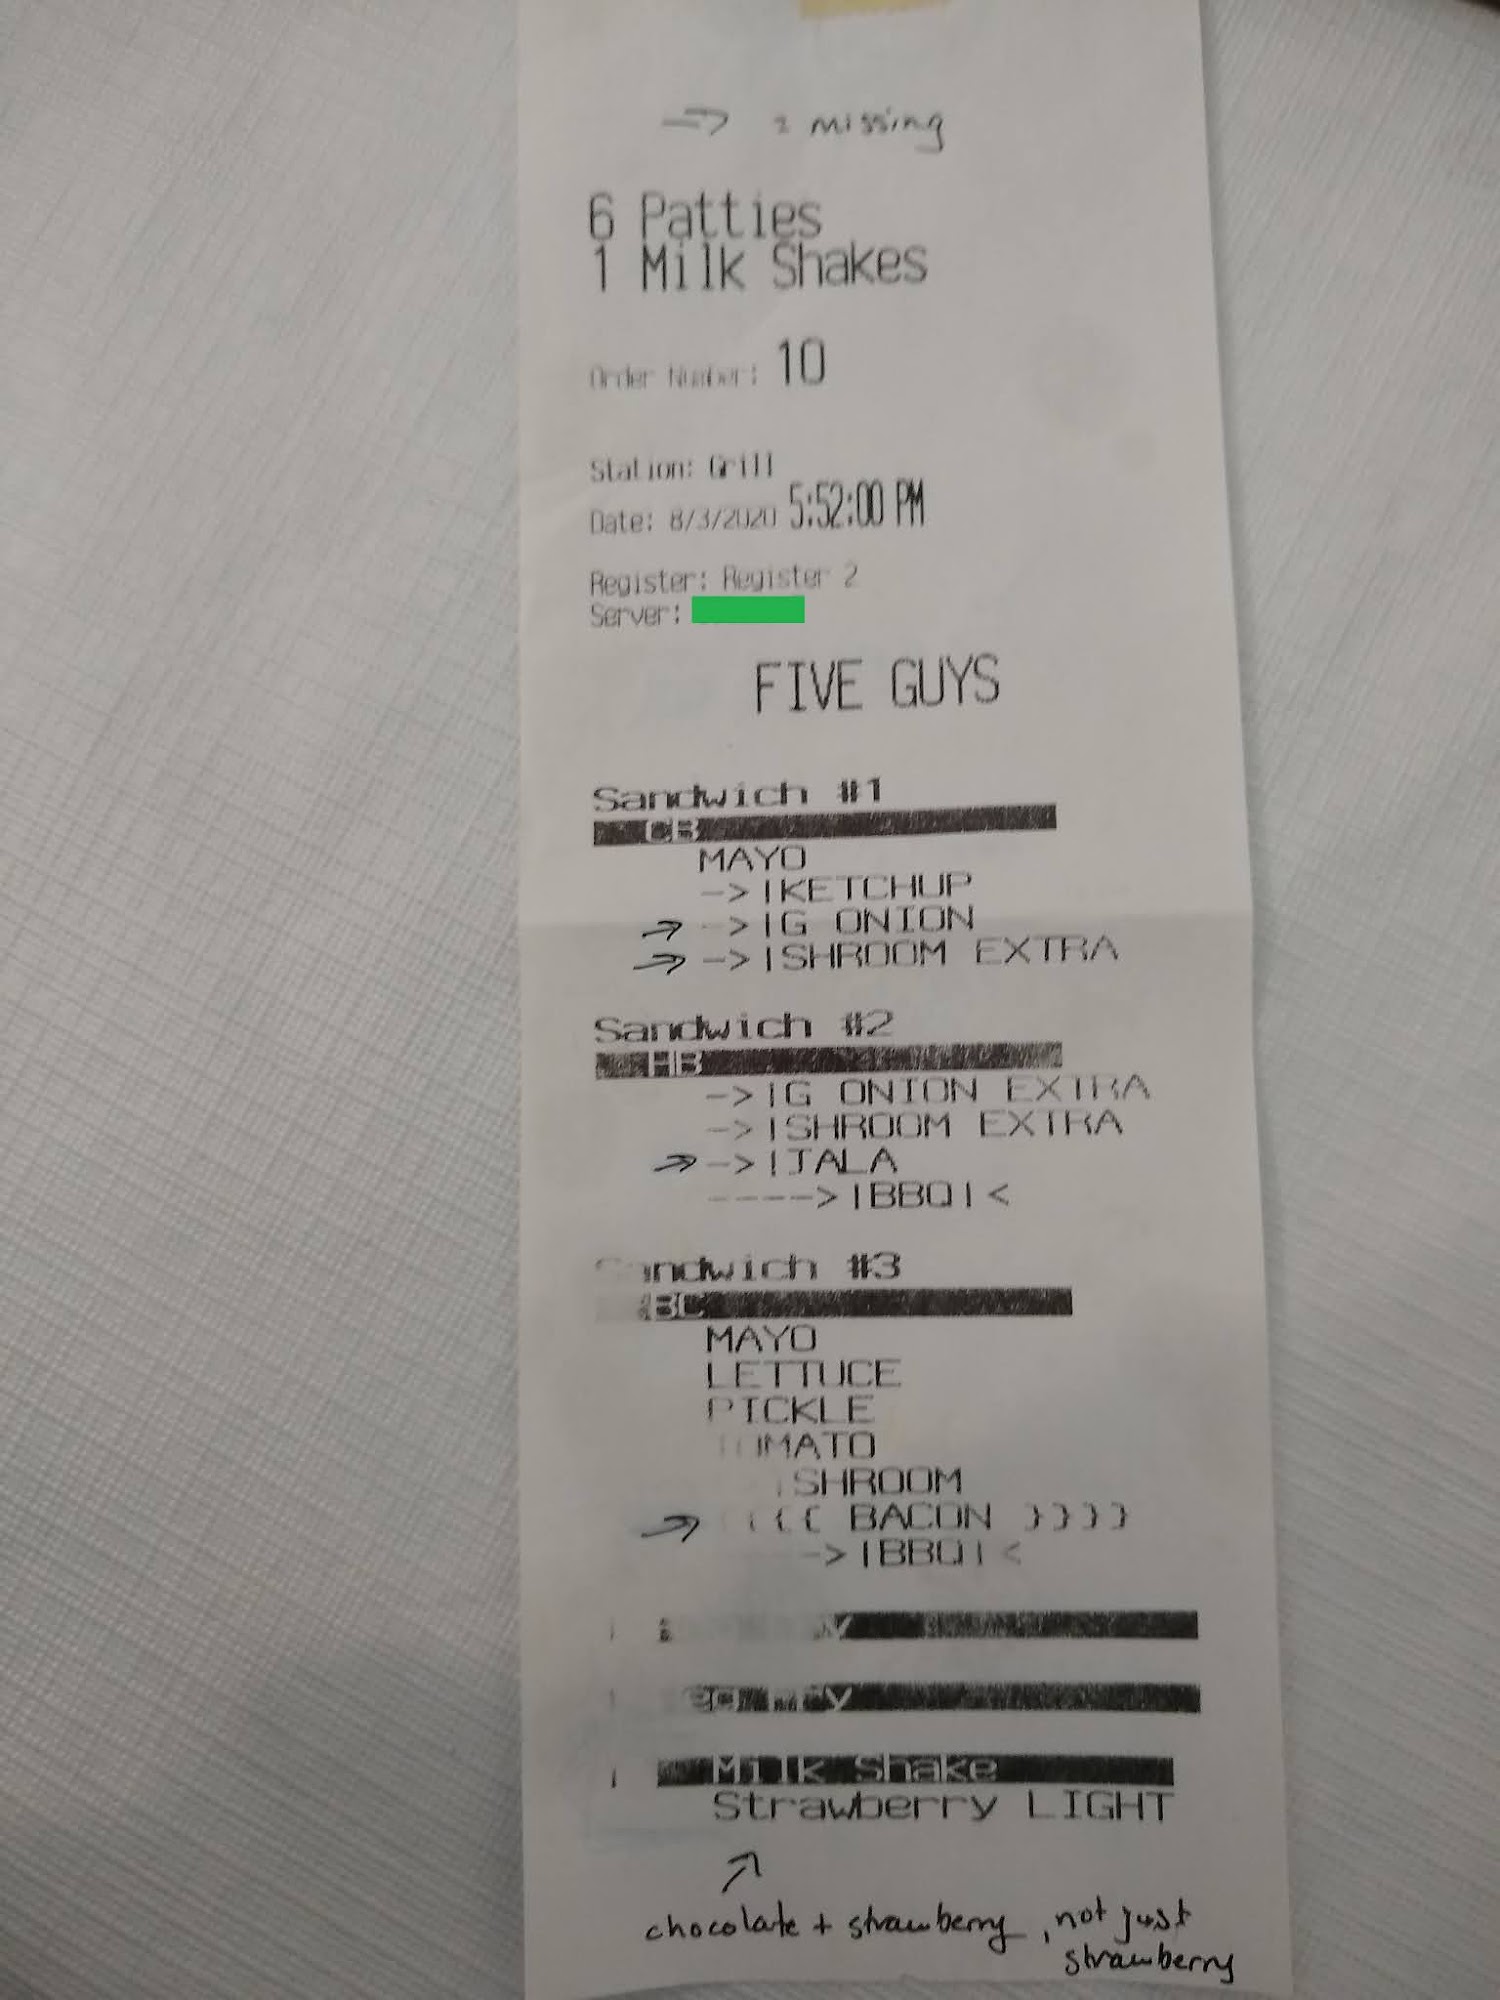 ⇒ = missing
6 Patties
1 Milk Shakes
Order Number: 10
Station: Grill
Date: 8/3/2020 5:52:00 PM
Register: Register 2
Server:
FIVE GUYS
Sandwich #1
CB
MAYO
->|KETCHUP
->|G ONION
->|SHROOM EXTRA
Sandwich #2
HB
->|G ONION EXTRA
->|SHROOM EXTRA
->|JALA
---->|BBQ|<
ndwich #3
BC
MAYO
LETTUCE
PICKLE
TOMATO
SHROOM
{{{ BACON }}}}
->|BBQ|<
Milk Shake
Strawberry LIGHT
chocolate + strawberry, not just
strawberry